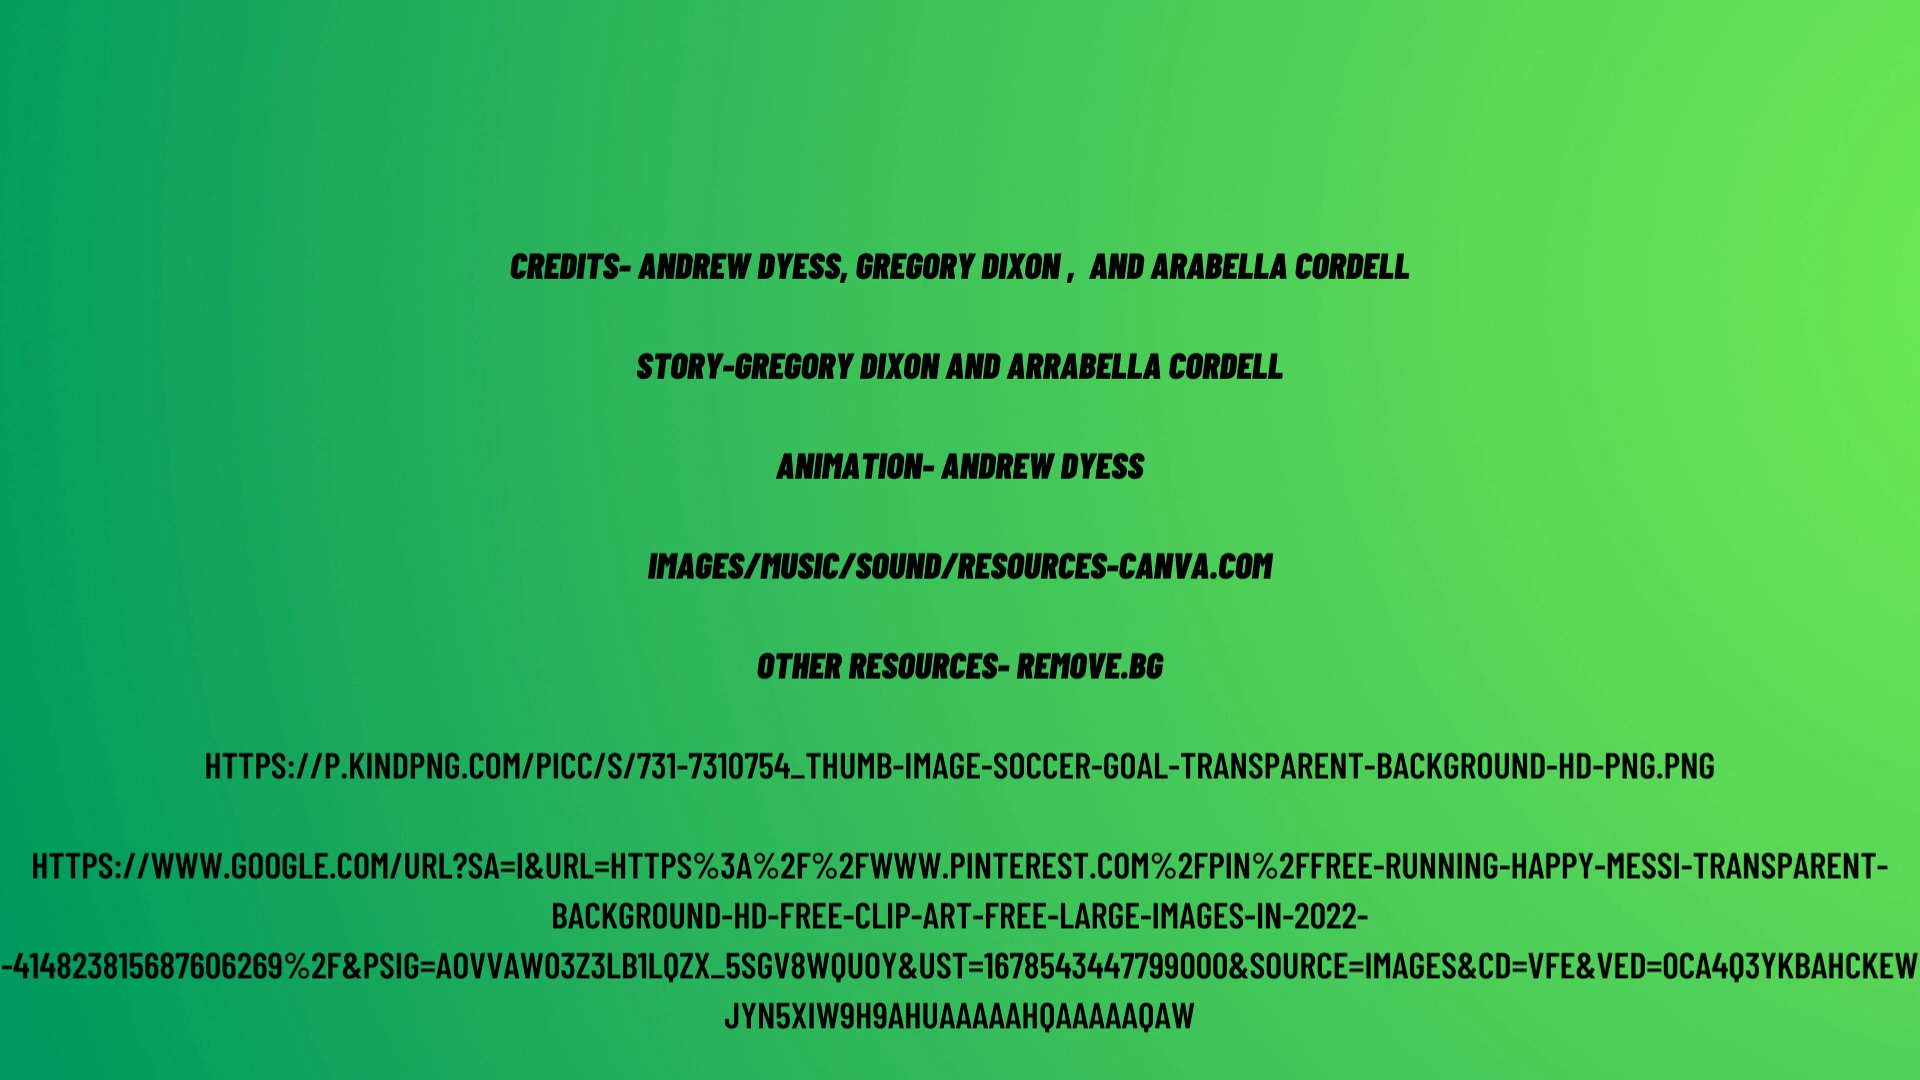 CREDITS- ANDREW DYESS, GREGORY DIXON ,  AND ARABELLA CORDELL
STORY-GREGORY DIXON AND ARRABELLA CORDELL
ANIMATION- ANDREW DYESS
IMAGES/MUSIC/SOUND/RESOURCES-CANVA.COM
OTHER RESOURCES- REMOVE.BG
HTTPS://P.KINDPNG.COM/PICC/S/731-7310754_THUMB-IMAGE-SOCCER-GOAL-TRANSPARENT-BACKGROUND-HD-PNG.PNG
HTTPS://WWW.GOOGLE.COM/URL?SA=I&URL=HTTPS%3A%2F%2FWWW.PINTEREST.COM%2FPIN%2FFREE-RUNNING-HAPPY-MESSI-TRANSPARENT-
BACKGROUND-HD-FREE-CLIP-ART-FREE-LARGE-IMAGES-IN-2022-
-414823815687606269%2F&PSIG=AOVVAW03Z3LB1LQZX_5SGV8WQUOY&UST=1678543447799000&SOURCE=IMAGES&CD=VFE&VED=0CA4Q3YKBAHCKEW
JYN5XIW9H9AHUAAAAAHQAAAAAQAW